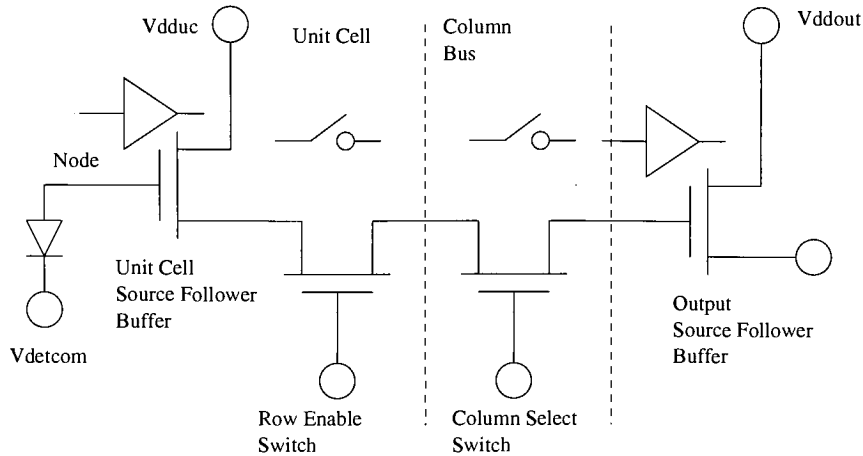 Vdduc
Unit Cell
Column
Bus
Vddout
Node
Unit Cell
Source Follower
Buffer
Vdetcom
Output
Source Follower
Buffer
Row Enable
Switch
Column Select
Switch